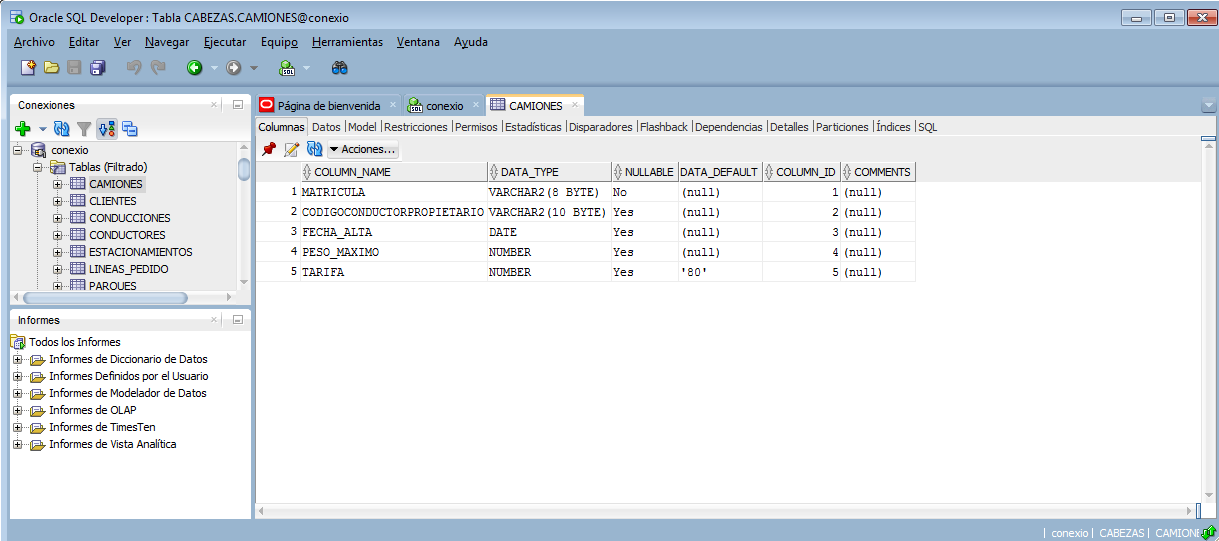 Oracle SQL Developer : Tabla CABEZAS.CAMIONES@conexio
Archivo Editar Ver Navegar Ejecutar Equipo Herramientas Ventana Ayuda
SQL
Conexiones
conexio
Tablas (Filtrado)
CAMIONES
CLIENTES
CONDUCCIONES
CONDUCTORES
ESTACIONAMIENTOS
LINEAS_PEDIDO
PARQUES
Informes
Todos los Informes
Informes de Diccionario de Datos
Informes Definidos por el Usuario
Informes de Modelador de Datos
Informes de OLAP
Informes de TimesTen
Informes de Vista Analítica
Página de bienvenida SQL conexio CAMIONES
Columnas Datos Model Restricciones Permisos Estadísticas Disparadores Flashback Dependencias Detalles Particiones Índices SQL
Acciones...
COLUMN_NAME DATA_TYPE NULLABLE DATA_DEFAULT COLUMN_ID COMMENTS
1 MATRICULA VARCHAR2(8 BYTE) No (null) 1 (null)
2 CODIGOCONDUCTORPROPIETARIO VARCHAR2(10 BYTE) Yes (null) 2 (null)
3 FECHA_ALTA DATE Yes (null) 3 (null)
4 PESO_MAXIMO NUMBER Yes (null) 4 (null)
5 TARIFA NUMBER Yes '80' 5 (null)
conexio CABEZAS